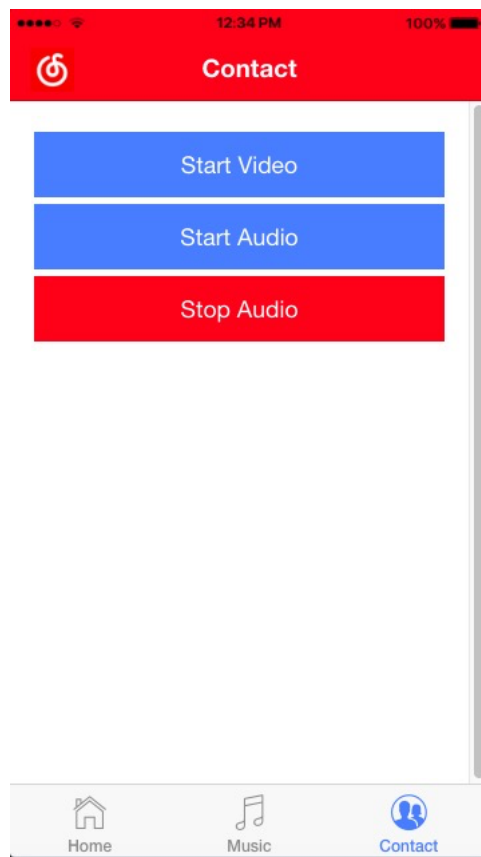 12:34 PM 100%
Contact
Start Video
Start Audio
Stop Audio
Home Music Contact